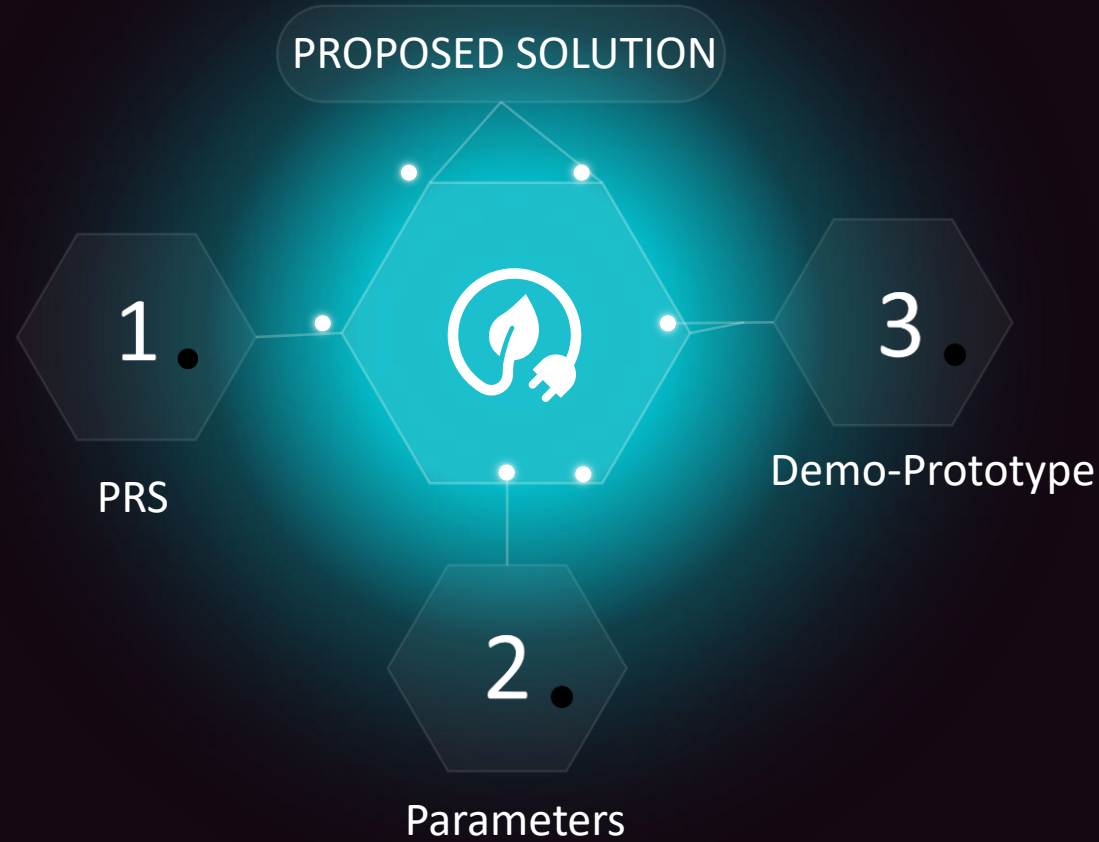 PROPOSED SOLUTION
1.
PRS
2.
Parameters
3.
Demo-Prototype